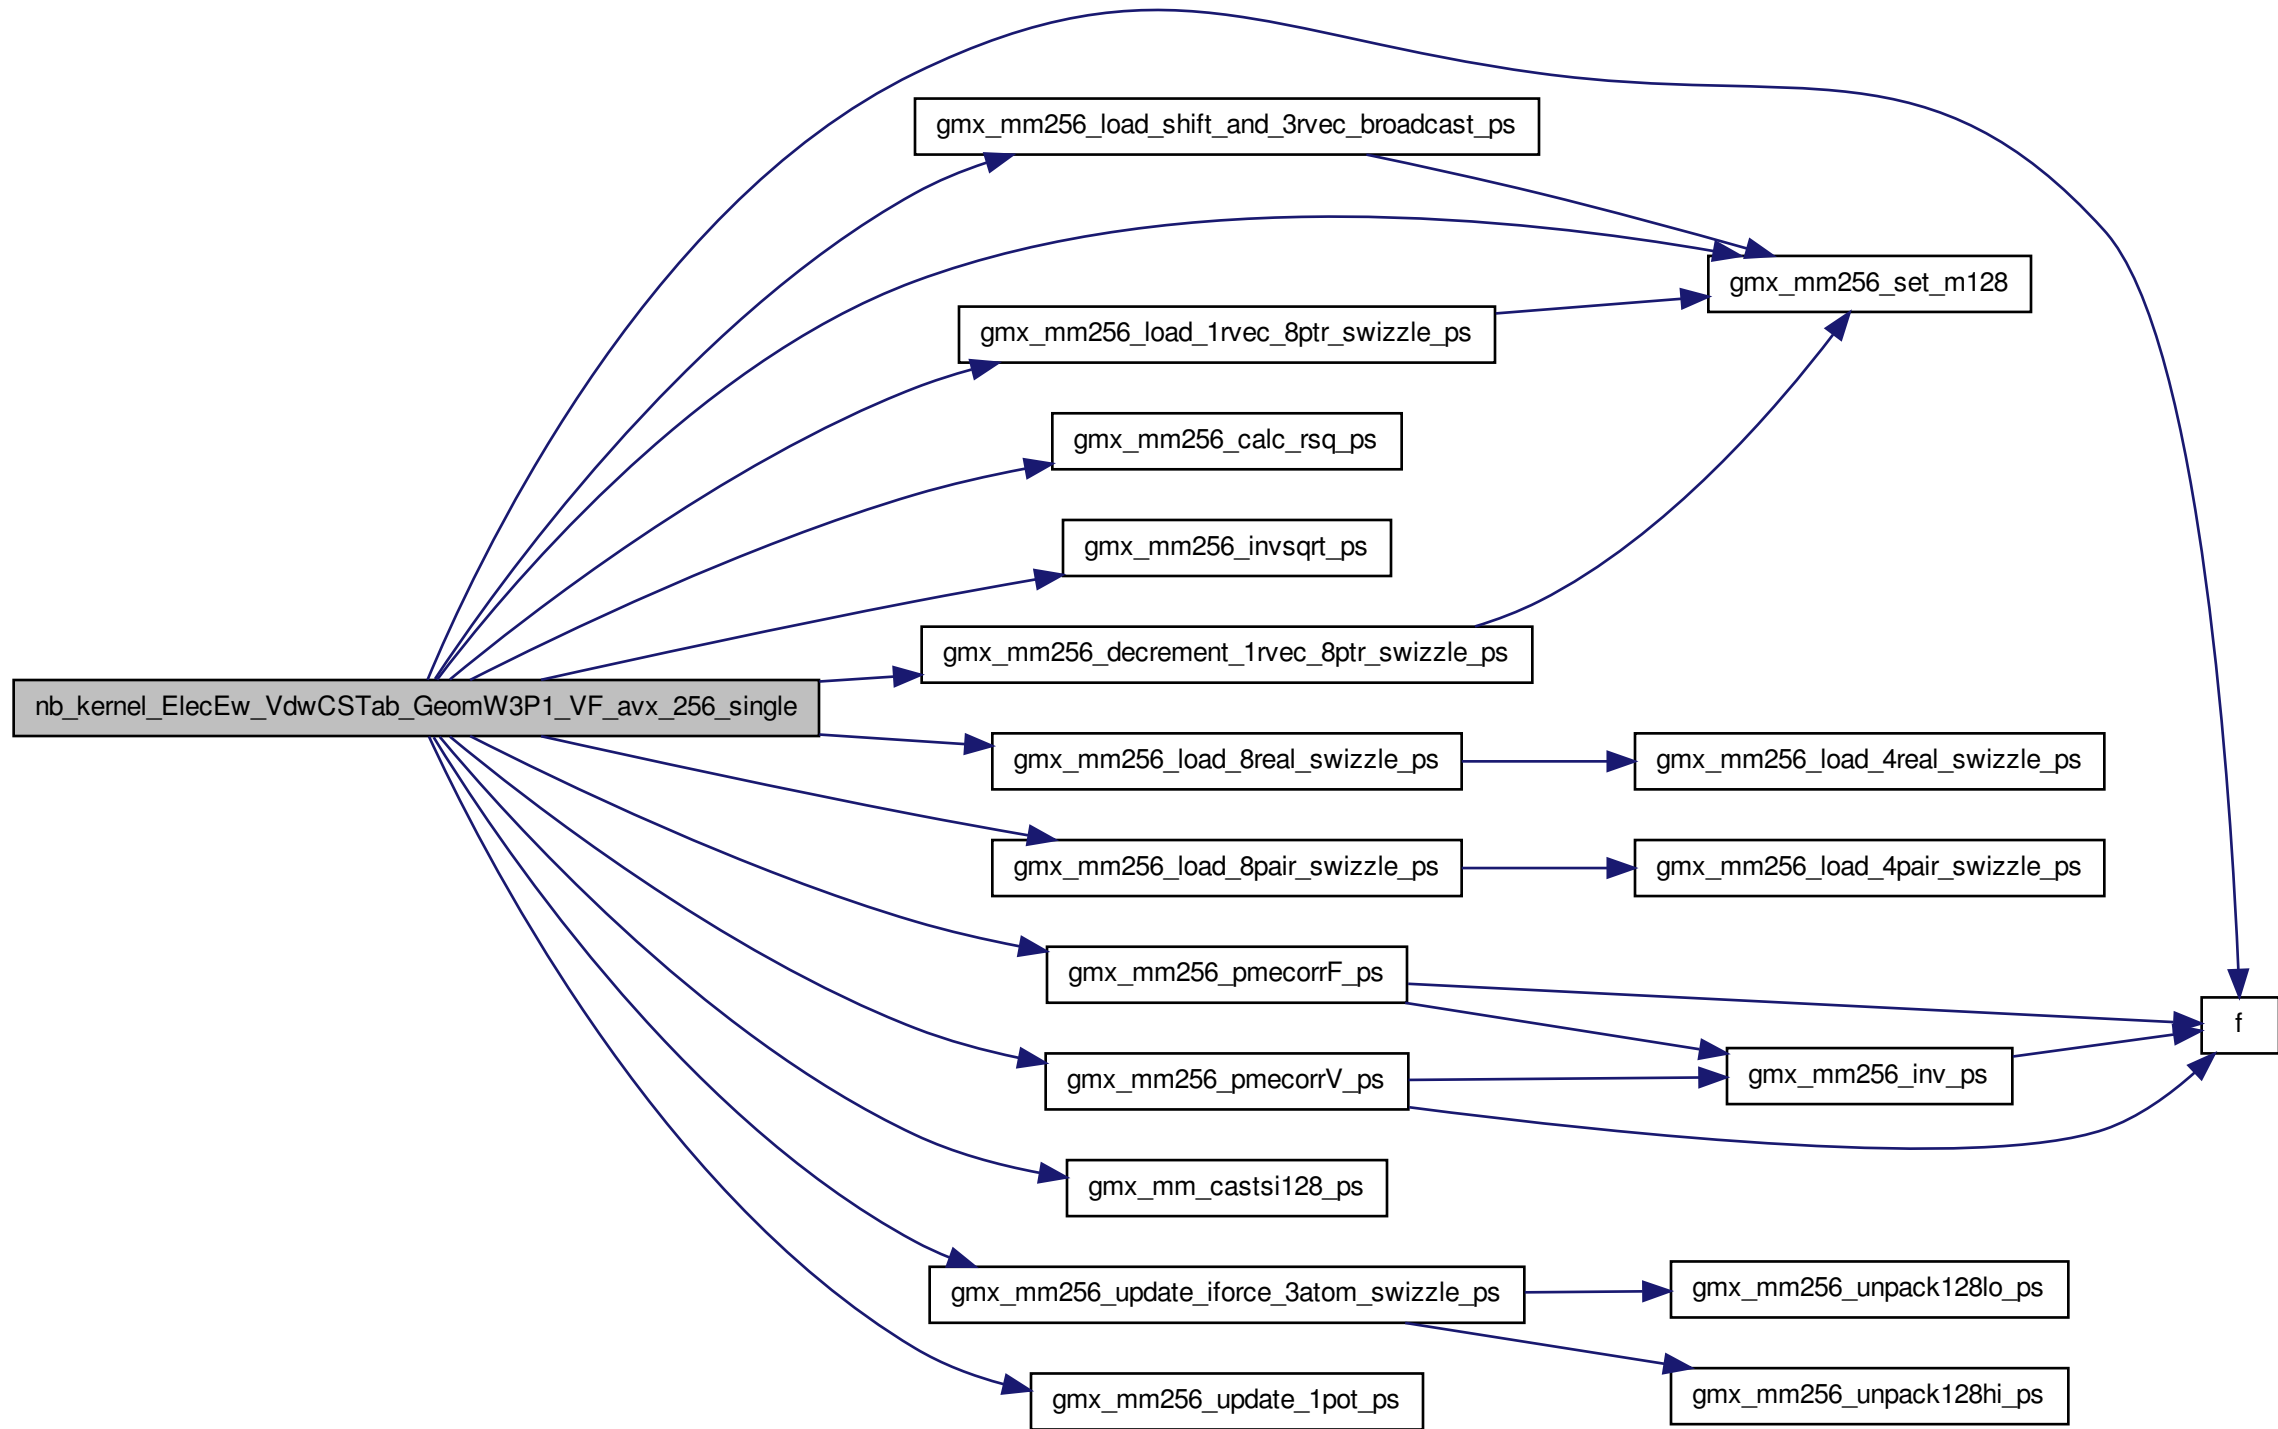 gmx_mm256_load_shift_and_3rvec_broadcast_ps
gmx_mm256_set_m128
gmx_mm256_load_1rvec_8ptr_swizzle_ps
gmx_mm256_calc_rsq_ps
gmx_mm256_invsqrt_ps
gmx_mm256_decrement_1rvec_8ptr_swizzle_ps
nb_kernel_ElecEw_VdwCSTab_GeomW3P1_VF_avx_256_single
gmx_mm256_load_8real_swizzle_ps
gmx_mm256_load_4real_swizzle_ps
gmx_mm256_load_8pair_swizzle_ps
gmx_mm256_load_4pair_swizzle_ps
gmx_mm256_pmecorrF_ps
f
gmx_mm256_pmecorrV_ps
gmx_mm256_inv_ps
gmx_mm_castsi128_ps
gmx_mm256_update_iforce_3atom_swizzle_ps
gmx_mm256_unpack128lo_ps
gmx_mm256_unpack128hi_ps
gmx_mm256_update_1pot_ps